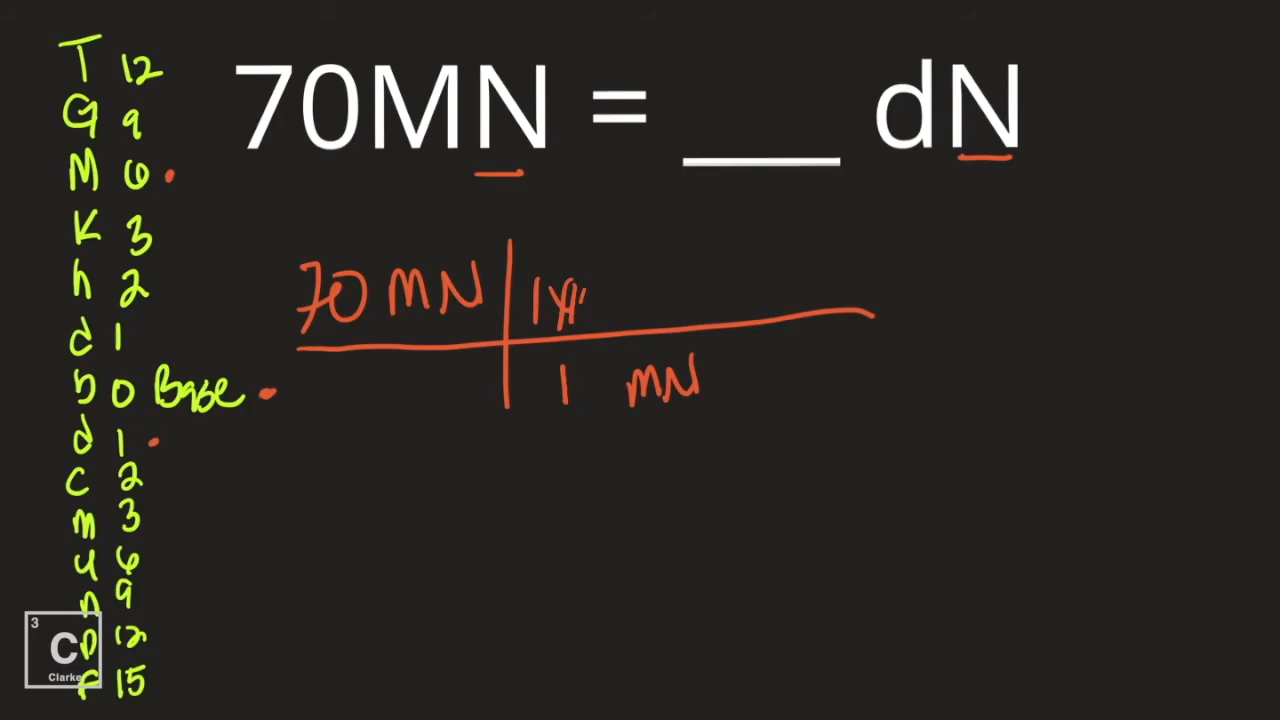 70MN = ___ dN
T 12
G 9
M 6
K 3
h 2
d 1
b 0 Base
d 1
c 2
m 3
u 6
n 9
p 12
f 15
70 MN | 1
1 MN
3
C
Clarke